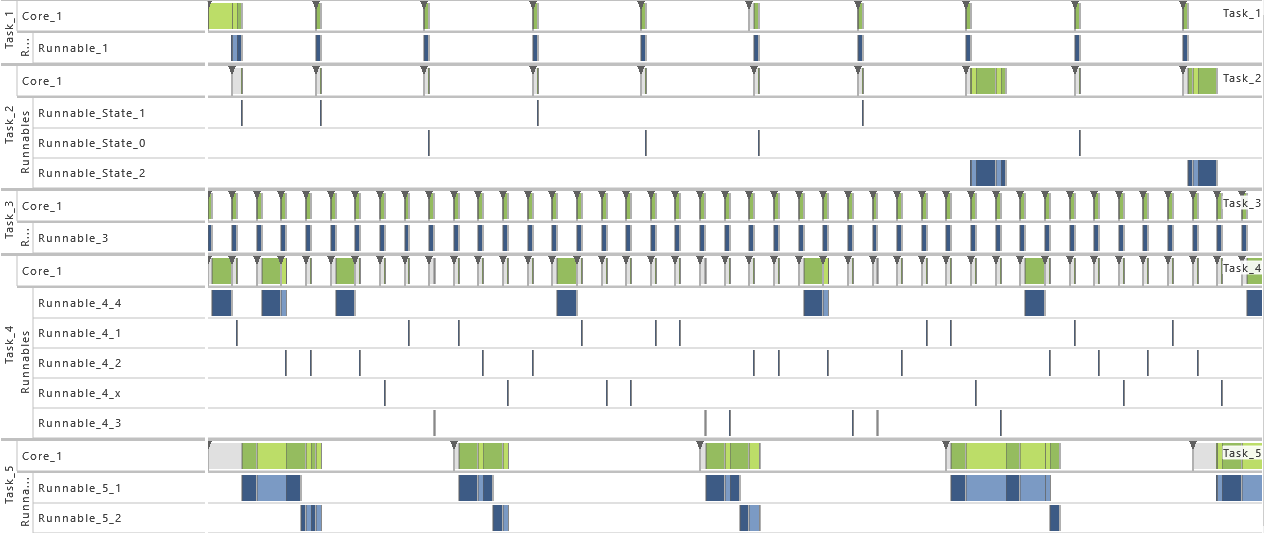 Task_1
Core_1
Task_1
R...
Runnable_1
Task_2
Core_1
Task_2
Runnables
Runnable_State_1
Runnable_State_0
Runnable_State_2
Task_3
Core_1
Task_3
R...
Runnable_3
Task_4
Core_1
Task_4
Runnables
Runnable_4_4
Runnable_4_1
Runnable_4_2
Runnable_4_x
Runnable_4_3
Task_5
Core_1
Task_5
Runna...
Runnable_5_1
Runnable_5_2